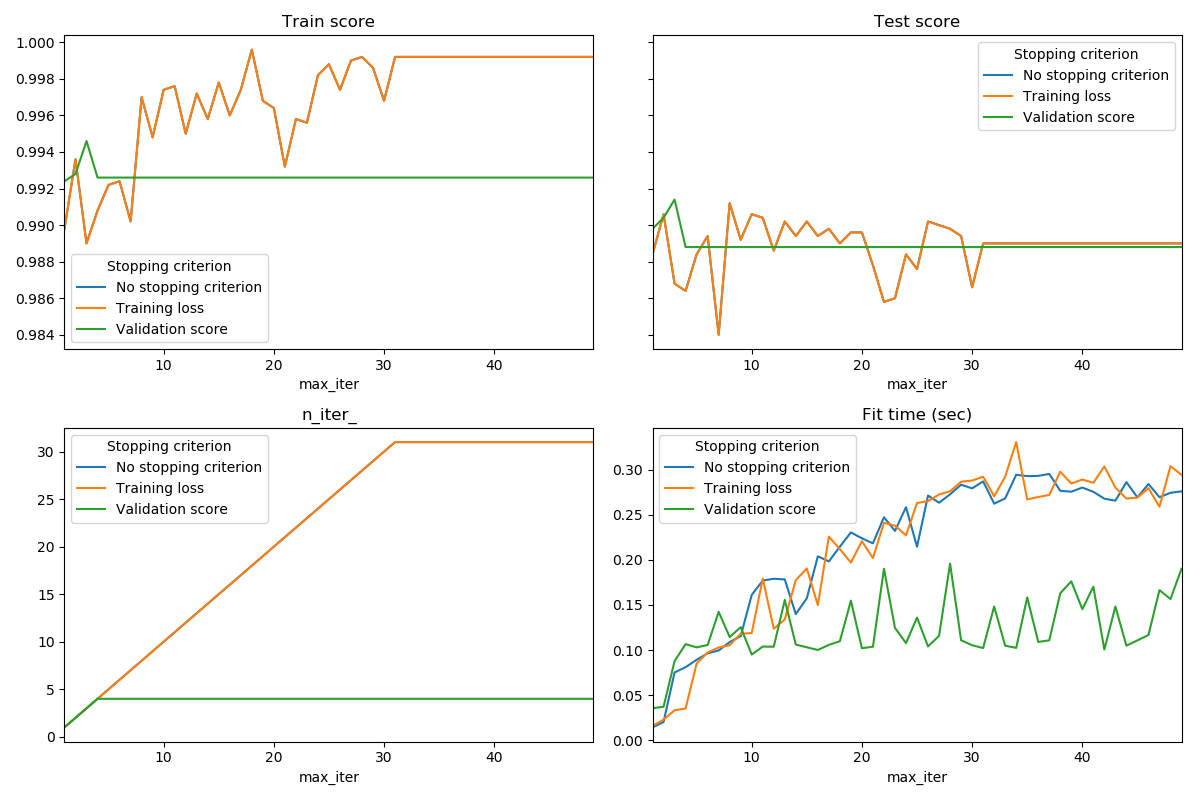 Train score
1.000
0.998
0.996
0.994
0.992
0.990
0.988
0.986
0.984
Stopping criterion
No stopping criterion
Training loss
Validation score
10
20
30
40
max_iter
Test score
Stopping criterion
No stopping criterion
Training loss
Validation score
10
20
30
40
max_iter
n_iter_
30
25
20
15
10
5
0
Stopping criterion
No stopping criterion
Training loss
Validation score
10
20
30
40
max_iter
Fit time (sec)
0.30
0.25
0.20
0.15
0.10
0.05
0.00
Stopping criterion
No stopping criterion
Training loss
Validation score
10
20
30
40
max_iter